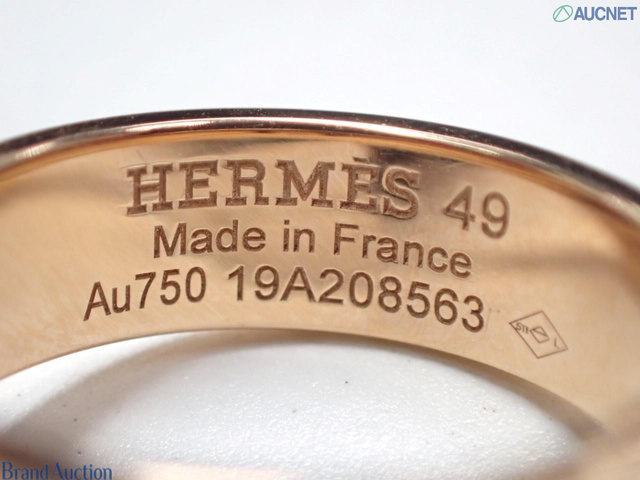 AUCNET
HERMÈS 49
Made in France
Au750 19A208563
Brand Auction